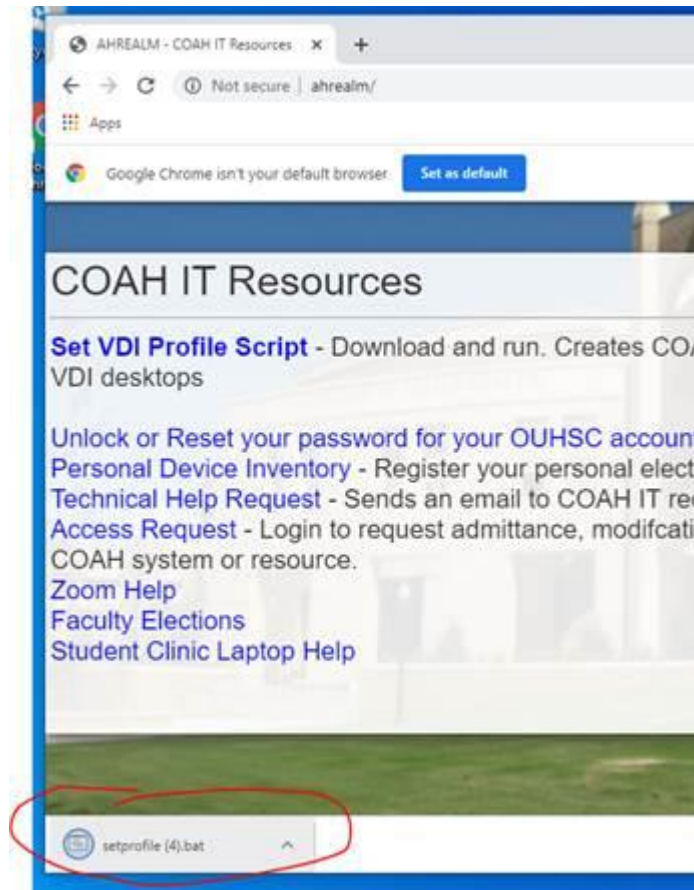 AHREALM - COAH IT Resources
Not secure | ahrealm/
Apps
Google Chrome isn't your default browser Set as default
COAH IT Resources
Set VDI Profile Script - Download and run. Creates COA
VDI desktops
Unlock or Reset your password for your OUHSC account
Personal Device Inventory - Register your personal elect
Technical Help Request - Sends an email to COAH IT re
Access Request - Login to request admittance, modifcati
COAH system or resource.
Zoom Help
Faculty Elections
Student Clinic Laptop Help
setprofile (4).bat